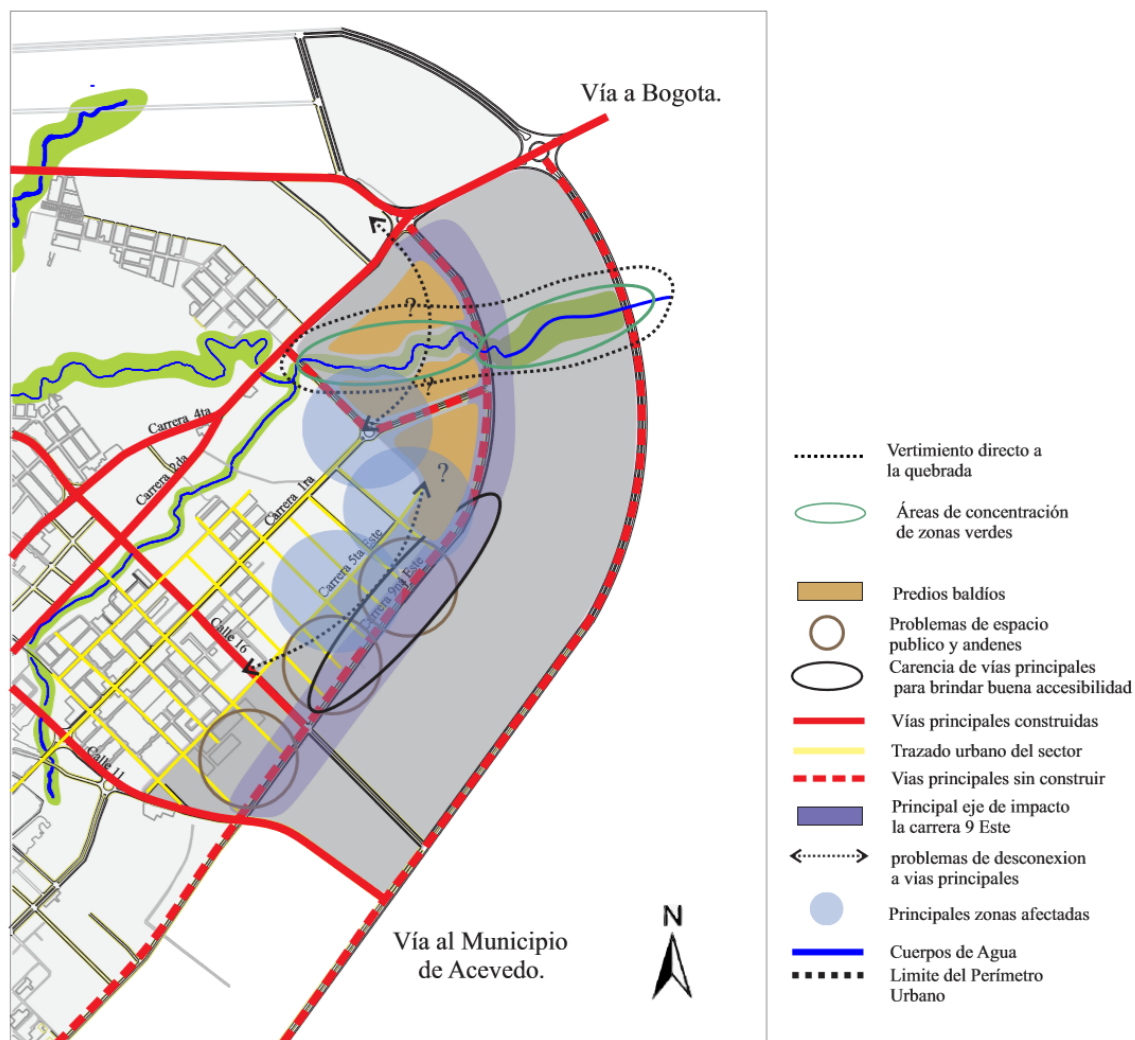 Vía a Bogota.
?
?
Carrera 4ta
Carrera 2da
Carrera 1ra
?
Carrera 5ta Este
Carrera 9na Este
Calle 16
Calle 11
Vía al Municipio
de Acevedo.
N
Vertimiento directo a
la quebrada
Áreas de concentración
de zonas verdes
Predios baldíos
Problemas de espacio
publico y andenes
Carencia de vías principales
para brindar buena accesibilidad
Vías principales construidas
Trazado urbano del sector
Vias principales sin construir
Principal eje de impacto
la carrera 9 Este
problemas de desconexion
a vias principales
Principales zonas afectadas
Cuerpos de Agua
Limite del Perímetro
Urbano